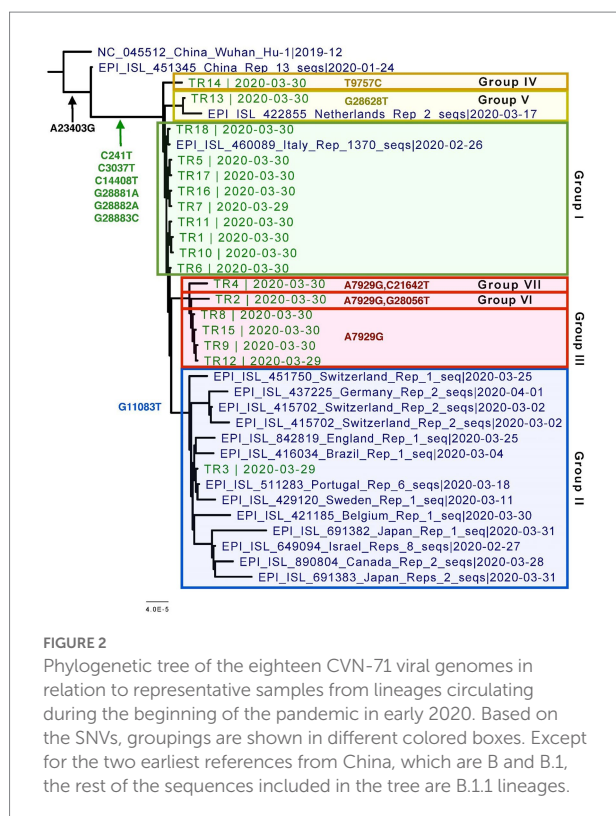 NC_045512_China_Wuhan_Hu-1|2019-12
EPI_ISL_451345_China_Rep_13_seqs|2020-01-24
TR14 | 2020-03-30 T9757C Group IV
TR13 | 2020-03-30 G28628T Group V
EPI_ISL_422855_Netherlands_Rep_2_seqs|2020-03-17
A23403G
TR18 | 2020-03-30
EPI_ISL_460089_Italy_Rep_1370_seqs|2020-02-26
C241T
C3037T
C14408T
G28881A
G28882A
G28883C
TR5 | 2020-03-30
TR17 | 2020-03-30
TR16 | 2020-03-30
TR7 | 2020-03-29
TR11 | 2020-03-30
TR1 | 2020-03-30
TR10 | 2020-03-30
TR6 | 2020-03-30
Group I
TR4 | 2020-03-30 A7929G,C21642T Group VII
TR2 | 2020-03-30 A7929G,G28056T Group VI
TR8 | 2020-03-30
TR15 | 2020-03-30
A7929G
TR9 | 2020-03-30
TR12 | 2020-03-29
Group III
EPI_ISL_451750_Switzerland_Rep_1_seq|2020-03-25
EPI_ISL_437225_Germany_Rep_2_seqs|2020-04-01
G11083T
EPI_ISL_415702_Switzerland_Rep_2_seqs|2020-03-02
EPI_ISL_415702_Switzerland_Rep_2_seqs|2020-03-02
EPI_ISL_842819_England_Rep_1_seq|2020-03-25
EPI_ISL_416034_Brazil_Rep_1_seq|2020-03-04
TR3 | 2020-03-29
EPI_ISL_511283_Portugal_Rep_6_seqs|2020-03-18
EPI_ISL_429120_Sweden_Rep_1_seq|2020-03-11
EPI_ISL_421185_Belgium_Rep_1_seq|2020-03-30
EPI_ISL_691382_Japan_Rep_1_seq|2020-03-31
EPI_ISL_649094_Israel_Reps_8_seqs|2020-02-27
EPI_ISL_890804_Canada_Rep_2_seqs|2020-03-28
EPI_ISL_691383_Japan_Reps_2_seqs|2020-03-31
Group II
4.0E-5
FIGURE 2
Phylogenetic tree of the eighteen CVN-71 viral genomes in
relation to representative samples from lineages circulating
during the beginning of the pandemic in early 2020. Based on
the SNVs, groupings are shown in different colored boxes. Except
for the two earliest references from China, which are B and B.1,
the rest of the sequences included in the tree are B.1.1 lineages.